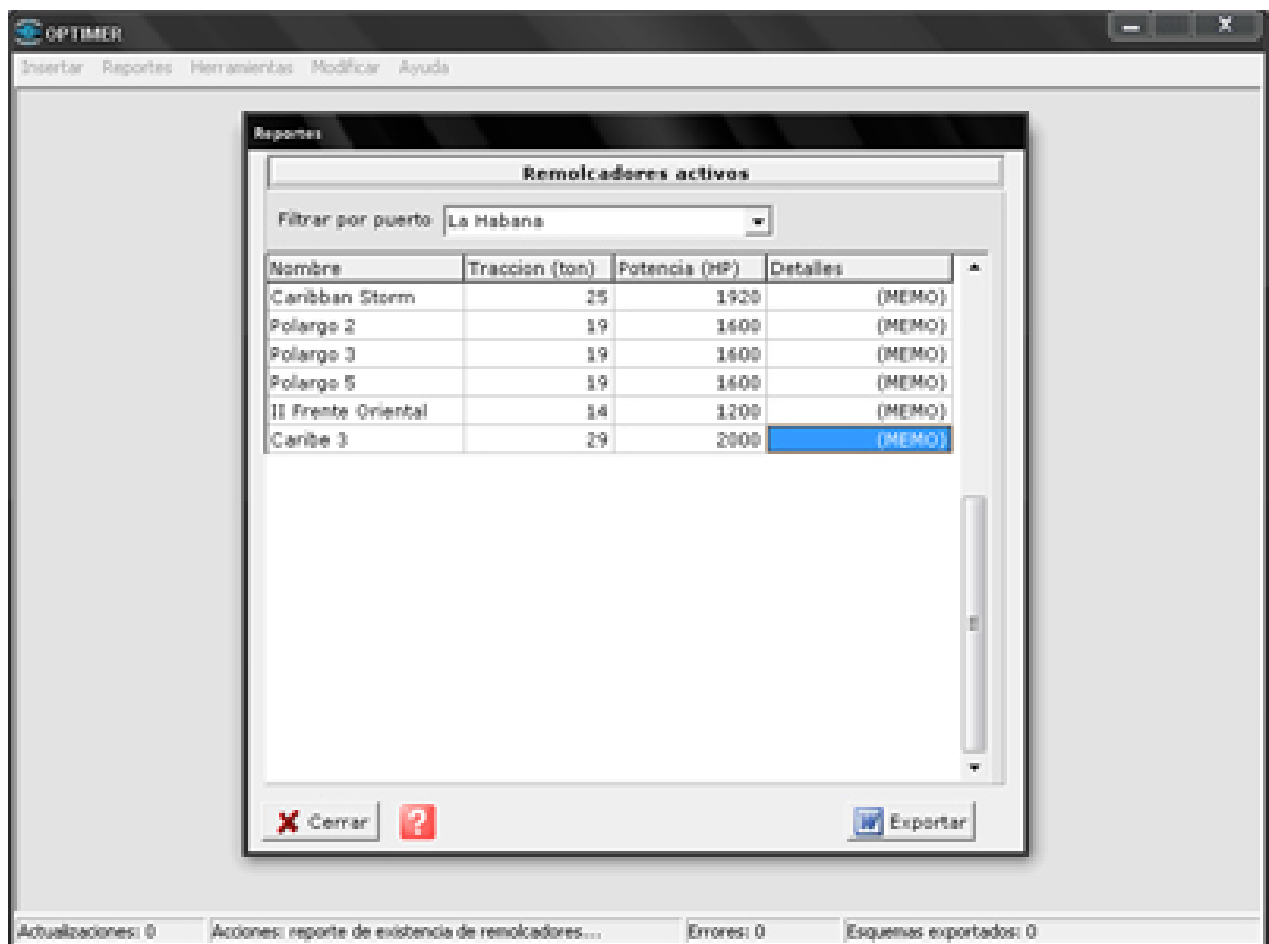 OPTIMER
Insertar Reportes Herramientas Modificar Ayuda
Reportes
Remolcadores activos
Filtrar por puerto La Habana
Nombre Traccion (ton) Potencia (HP) Detalles
Caribban Storm 25 1920 (MEMO)
Polargo 2 19 1600 (MEMO)
Polargo 3 19 1600 (MEMO)
Polargo 5 19 1600 (MEMO)
II Frente Oriental 14 1200 (MEMO)
Caribe 3 29 2000 (MEMO)
Cerrar ? W Exportar
Actualizaciones: 0 Acciones: reporte de existencia de remolcadores... Errores: 0 Esquemas exportados: 0